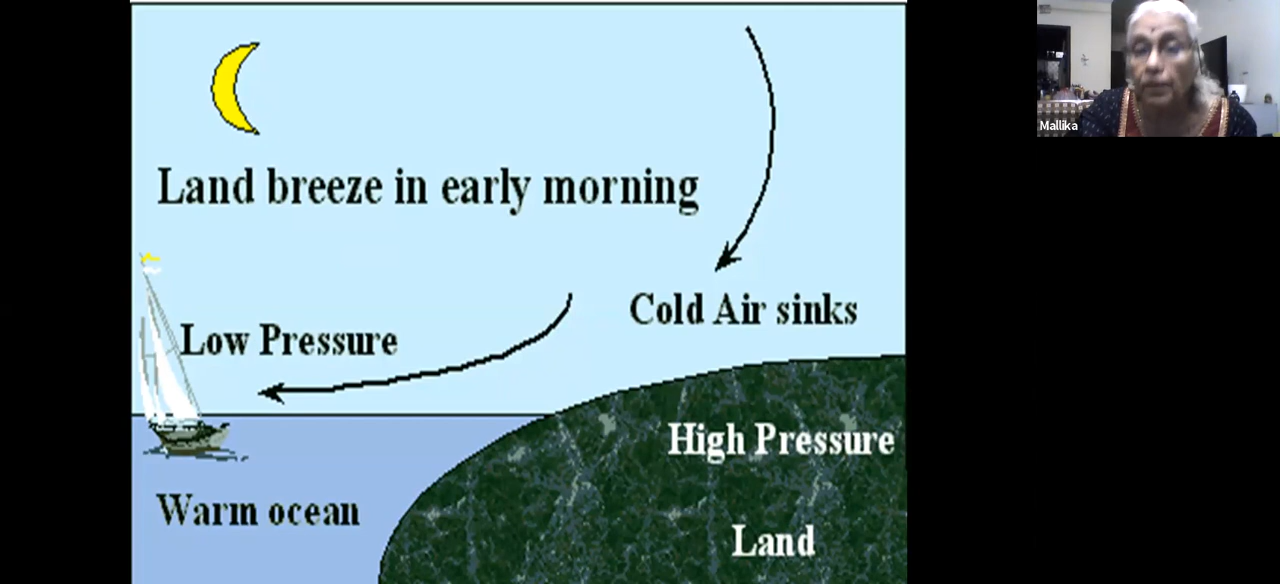 Mallika
Land breeze in early morning
Cold Air sinks
Low Pressure
High Pressure
Warm ocean
Land